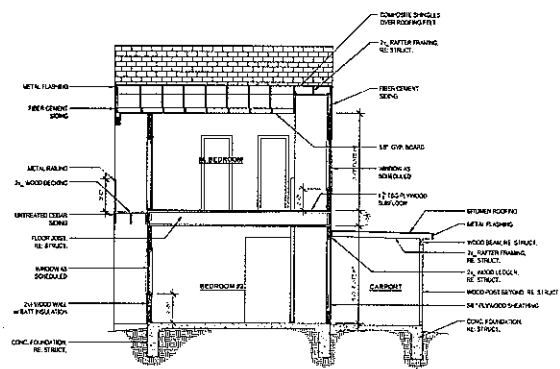 COMPOSITE SHINGLES
OVER ROOFING FELT
2x_ RAFTER FRAMING,
RE: STRUCT.
METAL FLASHING
FIBER CEMENT
SIDING
FIBER CEMENT
SIDING
5/8" GYP. BOARD
M. BEDROOM
METAL RAILING
2x_ WOOD DECKING
WINDOW AS
SCHEDULED
T&G PLYWOOD
SUBFLOOR
UNTREATED CEDAR
SIDING
BITUMEN ROOFING
METAL FLASHING
FLOOR JOIST,
RE: STRUCT.
WOOD BEAM, RE: STRUCT.
2x_ RAFTER FRAMING,
RE: STRUCT.
WINDOW AS
SCHEDULED
2x_ WOOD LEDGER,
RE: STRUCT.
BEDROOM #2
CARPORT
WOOD POST BEYOND, RE: STRUCT.
WOOD WALL
W/ BATT INSULATION
5/8" PLYWOOD SHEATHING
CONC. FOUNDATION,
RE: STRUCT.
CONC. FOUNDATION,
RE: STRUCT.